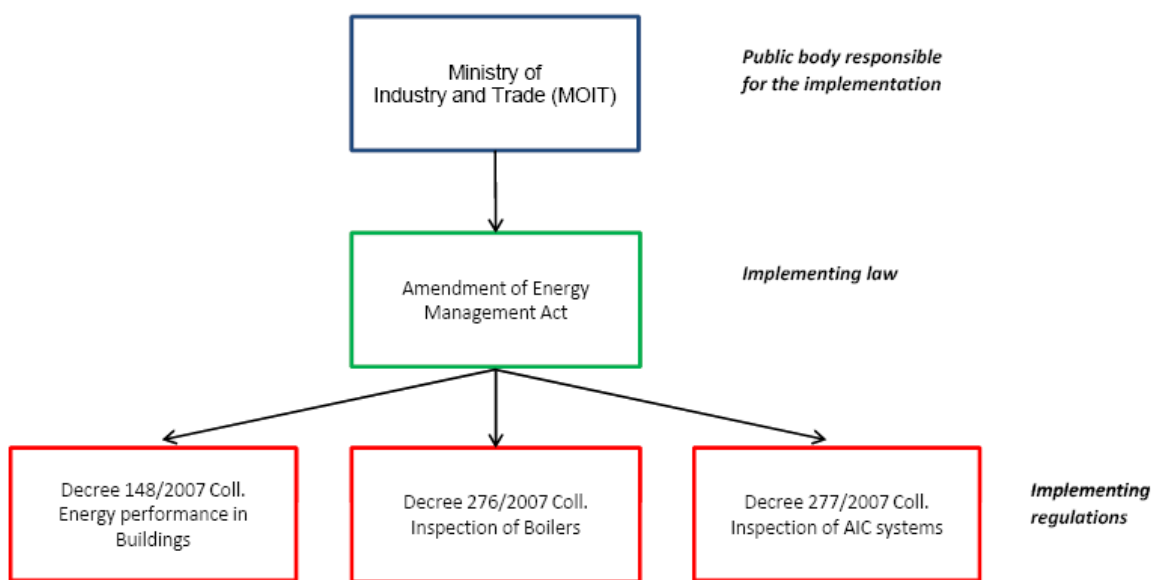 Ministry of
Industry and Trade (MOIT)
Public body responsible
for the implementation
Amendment of Energy
Management Act
Implementing law
Decree 148/2007 Coll.
Energy performance in
Buildings
Decree 276/2007 Coll.
Inspection of Boilers
Decree 277/2007 Coll.
Inspection of AIC systems
Implementing
regulations